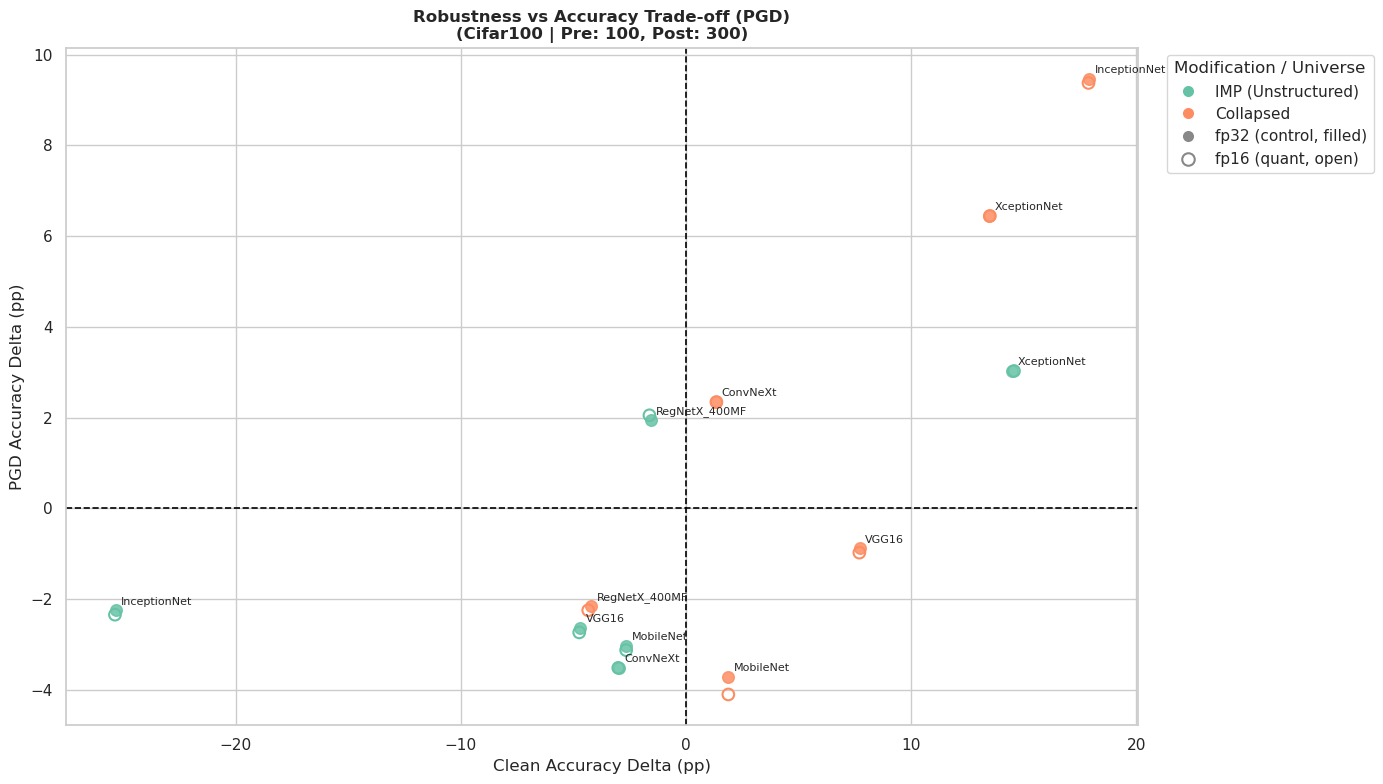 Robustness vs Accuracy Trade-off (PGD)
(Cifar100 | Pre: 100, Post: 300)
PGD Accuracy Delta (pp)
10
8
6
4
2
0
−2
−4
InceptionNet
XceptionNet
XceptionNet
ConvNeXt
RegNetX_400MF
VGG16
InceptionNet
RegNetX_400MF
VGG16
MobileNet
ConvNeXt
MobileNet
−20
−10
0
10
20
Clean Accuracy Delta (pp)
Modification / Universe
IMP (Unstructured)
Collapsed
fp32 (control, filled)
fp16 (quant, open)